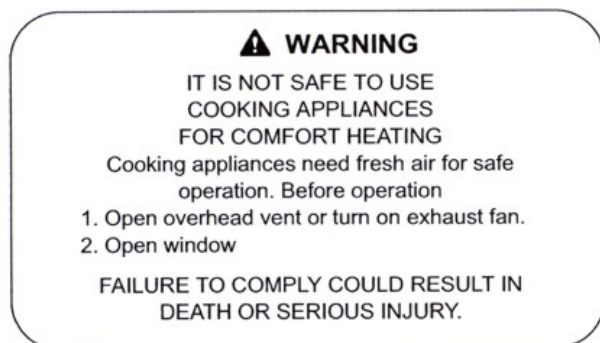 WARNING
IT IS NOT SAFE TO USE
COOKING APPLIANCES
FOR COMFORT HEATING
Cooking appliances need fresh air for safe
operation. Before operation
1. Open overhead vent or turn on exhaust fan.
2. Open window
FAILURE TO COMPLY COULD RESULT IN
DEATH OR SERIOUS INJURY.